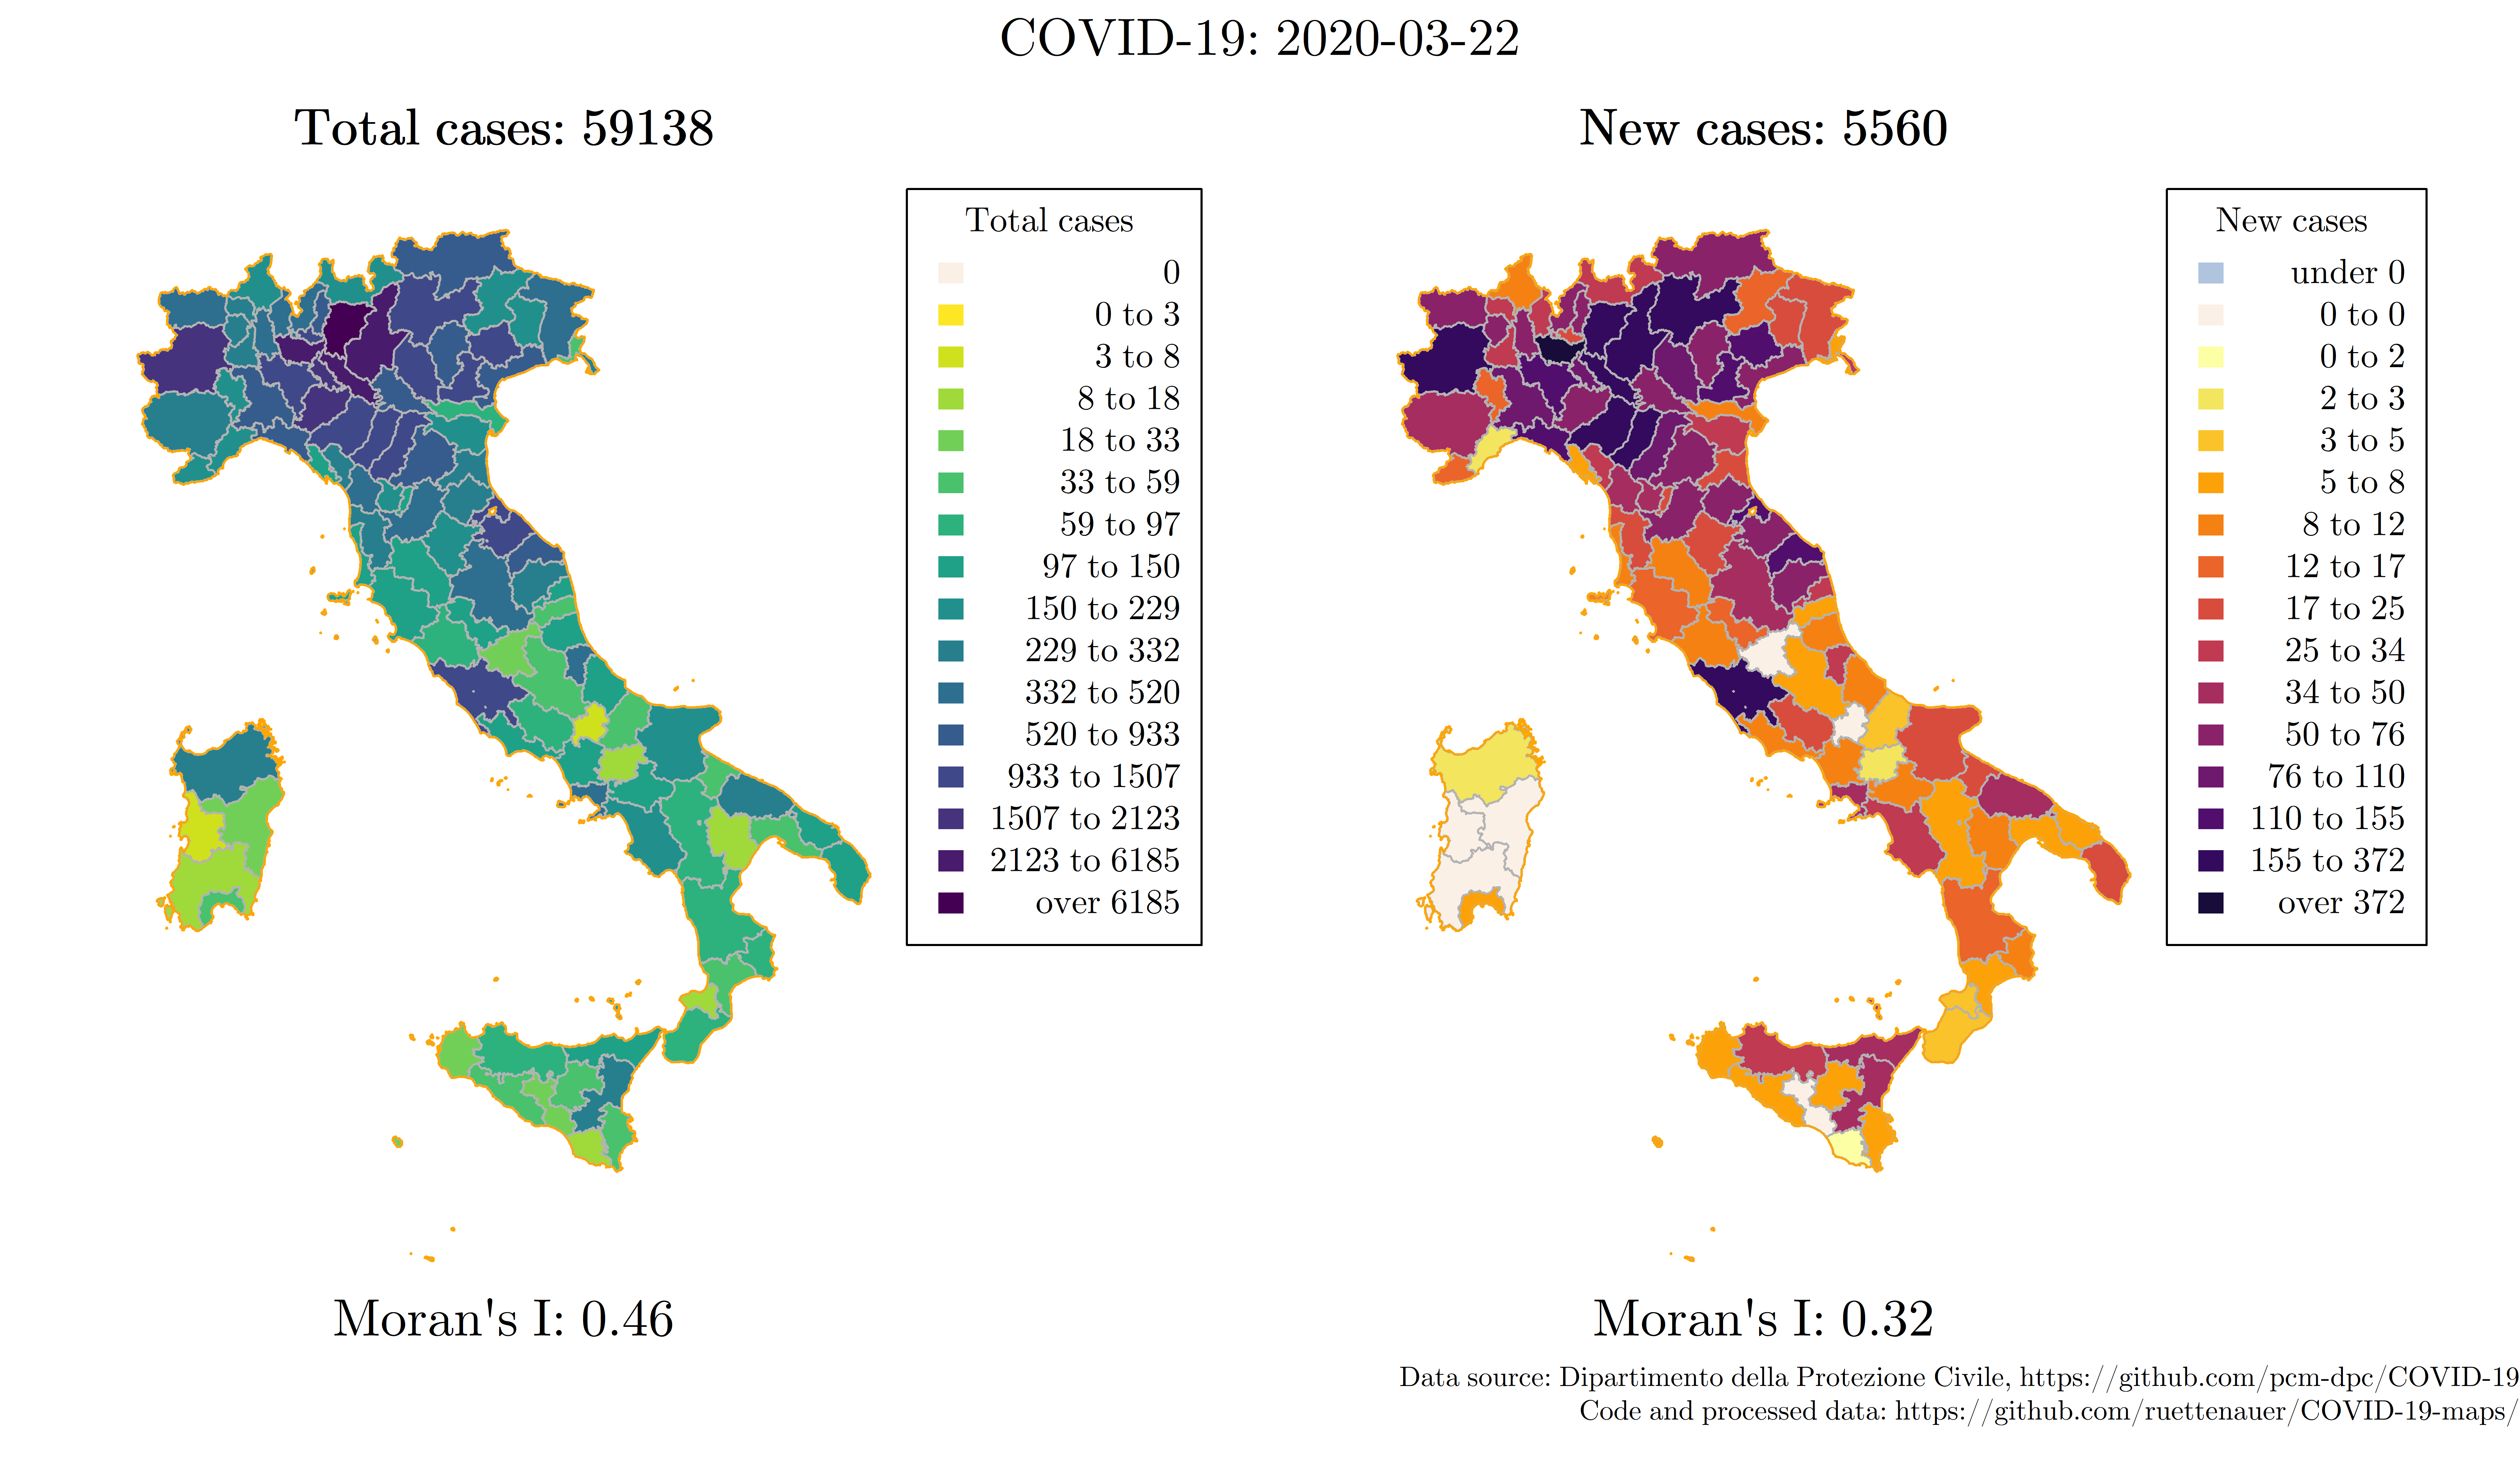 COVID-19: 2020-03-22
Total cases: 59138
Total cases
0
0 to 3
3 to 8
8 to 18
18 to 33
33 to 59
59 to 97
97 to 150
150 to 229
229 to 332
332 to 520
520 to 933
933 to 1507
1507 to 2123
2123 to 6185
over 6185
Moran's I: 0.46
New cases: 5560
New cases
under 0
0 to 0
0 to 2
2 to 3
3 to 5
5 to 8
8 to 12
12 to 17
17 to 25
25 to 34
34 to 50
50 to 76
76 to 110
110 to 155
155 to 372
over 372
Moran's I: 0.32
Data source: Dipartimento della Protezione Civile, https://github.com/pcm-dpc/COVID-19
Code and processed data: https://github.com/ruettenauer/COVID-19-maps/